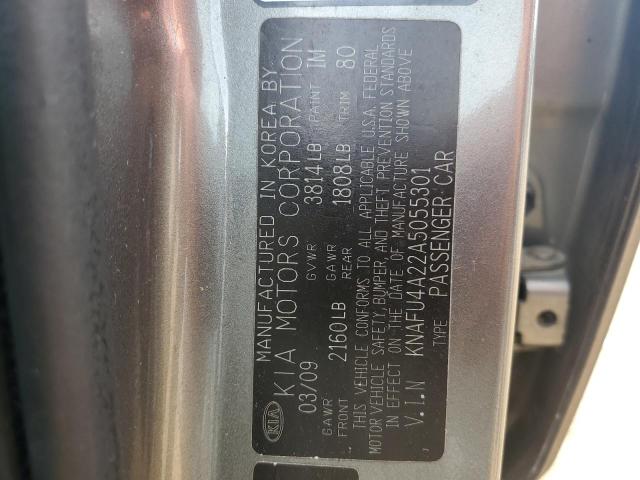 MANUFACTURED IN KOREA BY
KIA MOTORS CORPORATION
03/09 GVWR 3814LB PAINT IM
GAWR FRONT 2160LB GAWR REAR 1808LB TRIM 80
THIS VEHICLE CONFORMS TO ALL APPLICABLE U.S.A. FEDERAL
MOTOR VEHICLE SAFETY, BUMPER, AND THEFT PREVENTION STANDARDS
IN EFFECT ON THE DATE OF MANUFACTURE SHOWN ABOVE
V.I.N KNAFU4A22A5055301
TYPE PASSENGER CAR
KIA